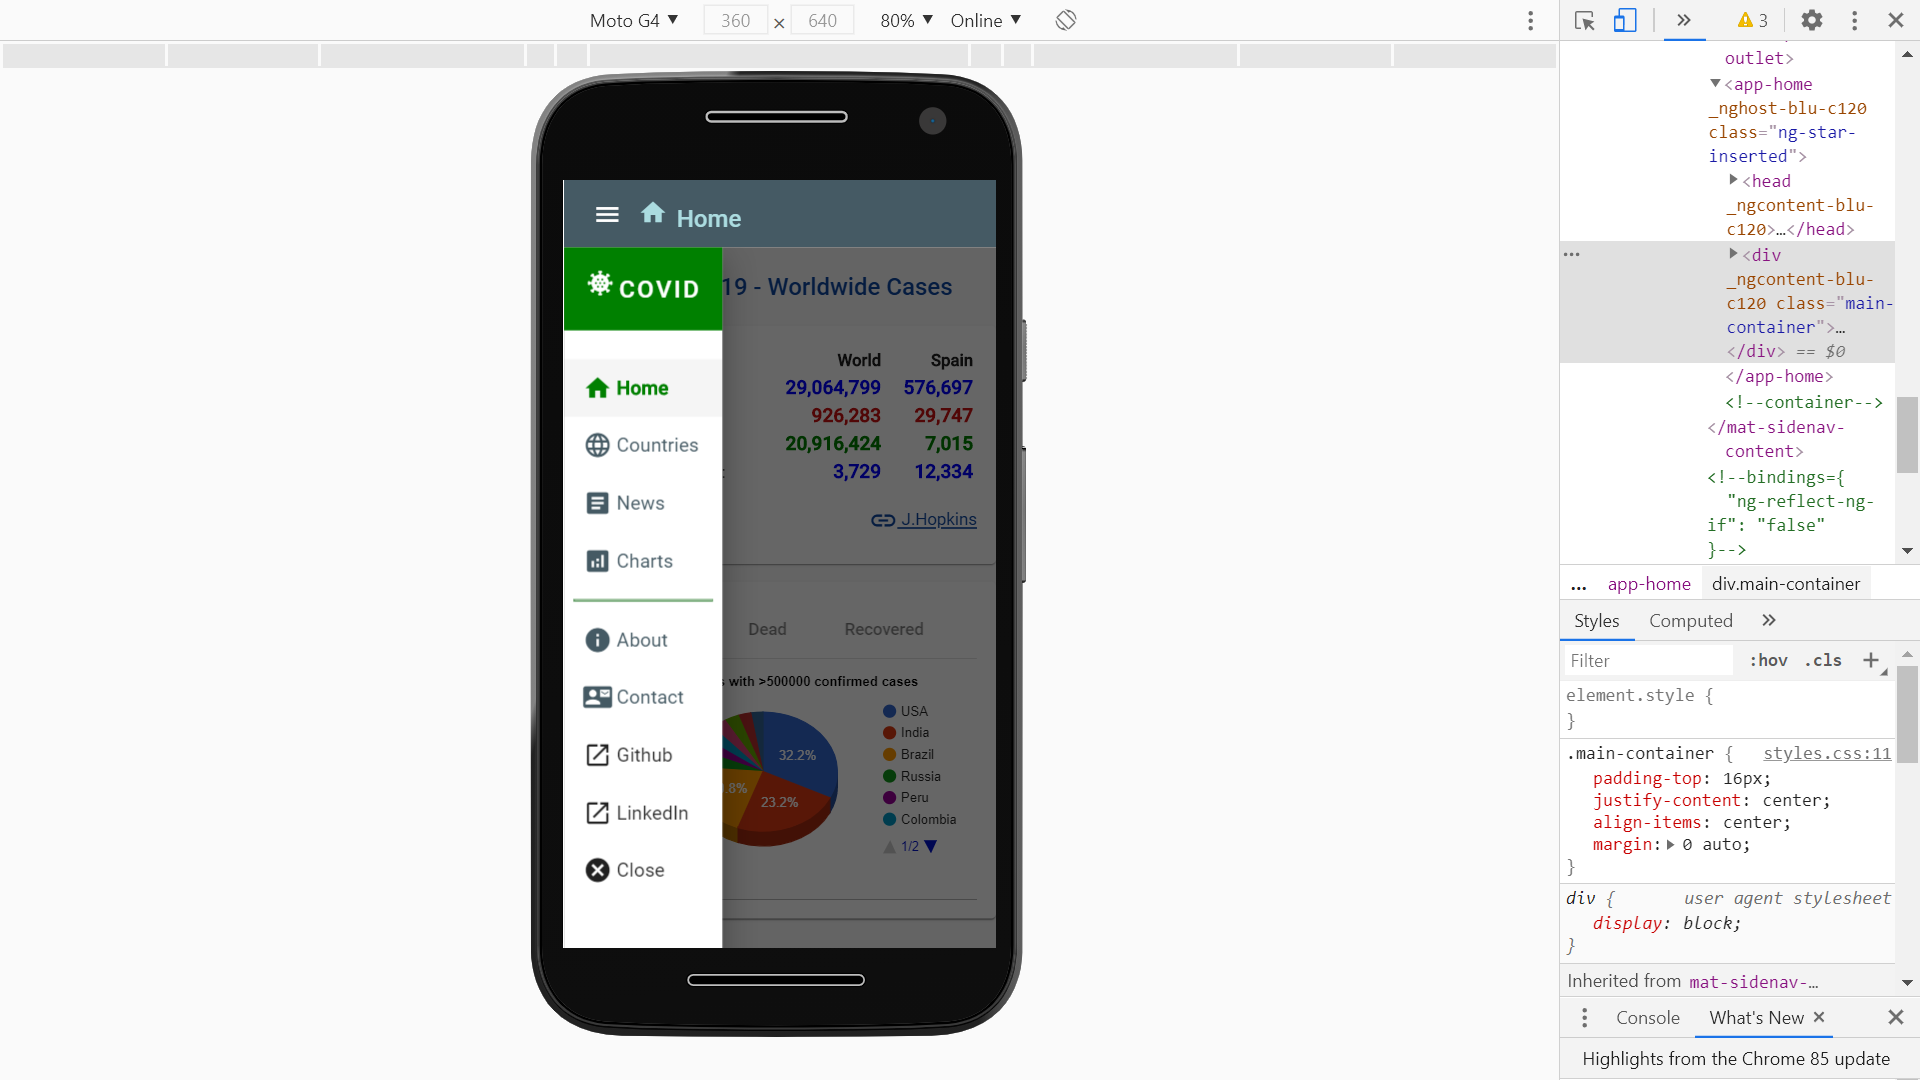 Moto G4 ▼ 360 × 640 80% ▼ Online ▼
3
Home
COVID
19 - Worldwide Cases
Home
Countries
News
Charts
About
Contact
Github
LinkedIn
Close
World Spain
29,064,799 576,697
926,283 29,747
20,916,424 7,015
: 3,729 12,334
J.Hopkins
Dead Recovered
s with >500000 confirmed cases
32.2%
23.2%
.8%
USA
India
Brazil
Russia
Peru
Colombia
1/2
outlet>
▼<app-home
_nghost-blu-c120
class="ng-star-
inserted">
▶<head
_ngcontent-blu-
c120>…</head>
… ▶<div
_ngcontent-blu-
c120 class="main-
container">…
</div> == $0
</app-home>
<!--container-->
</mat-sidenav-
content>
<!--bindings={
"ng-reflect-ng-
if": "false"
}-->
... app-home div.main-container
Styles Computed »
Filter :hov .cls +
element.style {
}
.main-container { styles.css:11
padding-top: 16px;
justify-content: center;
align-items: center;
margin:▶ 0 auto;
}
div { user agent stylesheet
display: block;
}
Inherited from mat-sidenav-…
Console What's New ×
Highlights from the Chrome 85 update